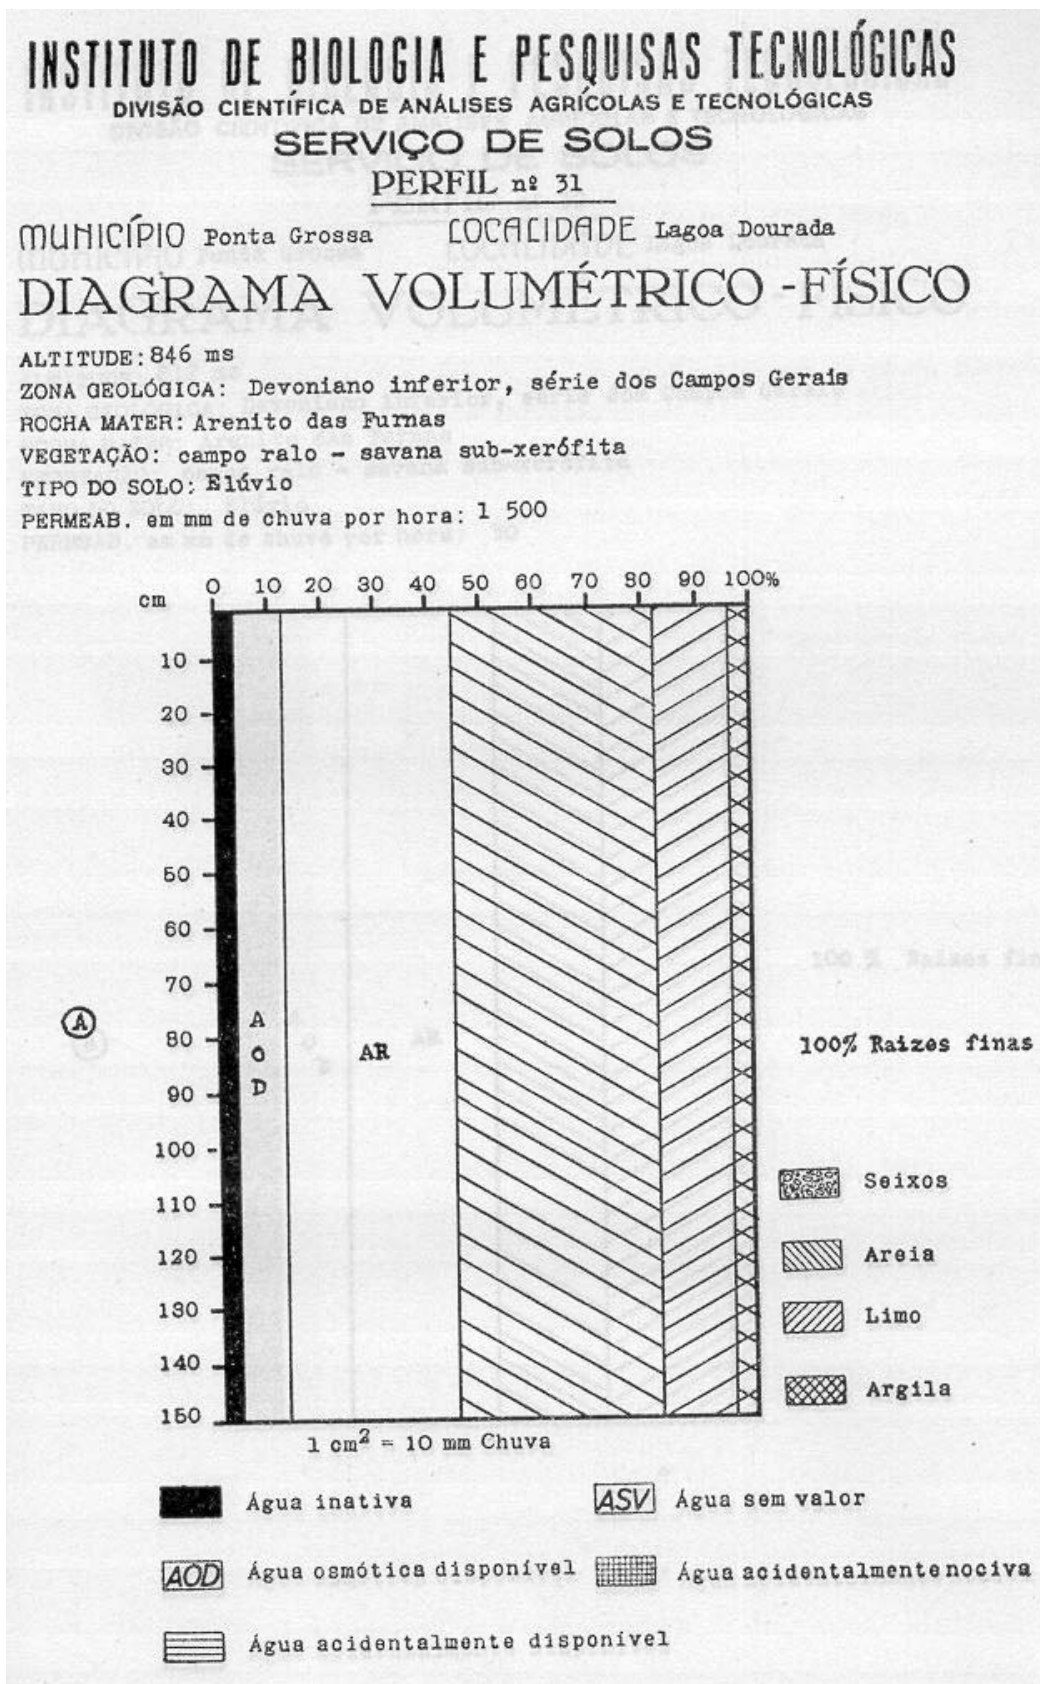 INSTITUTO DE BIOLOGIA E PESQUISAS TECNOLÓGICAS
DIVISÃO CIENTÍFICA DE ANÁLISES AGRÍCOLAS E TECNOLÓGICAS
SERVIÇO DE SOLOS
PERFIL nº 31
MUNICÍPIO Ponta Grossa LOCALIDADE Lagoa Dourada
DIAGRAMA VOLUMÉTRICO-FÍSICO
ALTITUDE: 846 ms
ZONA GEOLÓGICA: Devoniano inferior, série dos Campos Gerais
ROCHA MATER: Arenito das Furnas
VEGETAÇÃO: campo ralo - savana sub-xerófita
TIPO DO SOLO: Elúvio
PERMEAB. em mm de chuva por hora: 1 500
0 10 20 30 40 50 60 70 80 90 100%
cm
10
20
30
40
50
60
70
80
90
100
110
120
130
140
150
A
AOD
AR
100% Raizes finas
Seixos
Areia
Limo
Argila
1 cm² = 10 mm Chuva
Água inativa
ASV Água sem valor
AOD Água osmótica disponível
Água acidentalmente nociva
Água acidentalmente disponível